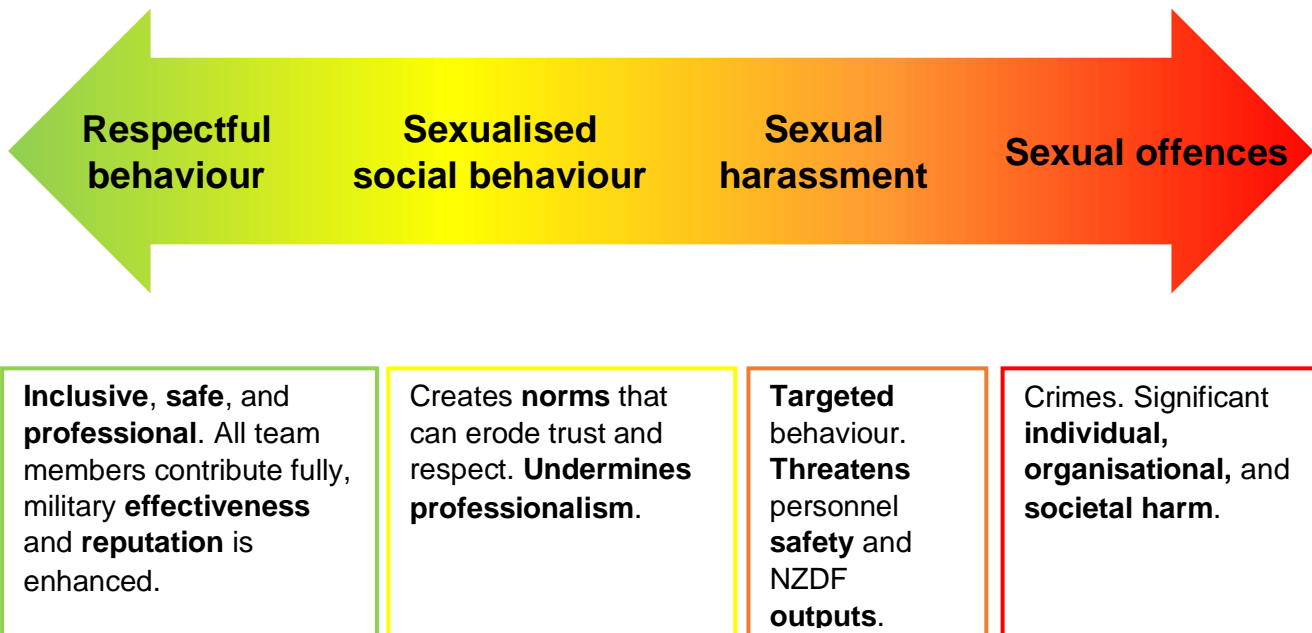 Respectful
behaviour
Sexualised
social behaviour
Sexual
harassment
Sexual offences
Inclusive, safe, and
professional. All team
members contribute fully,
military effectiveness
and reputation is
enhanced.
Creates norms that
can erode trust and
respect. Undermines
professionalism.
Targeted
behaviour.
Threatens
personnel
safety and
NZDF
outputs.
Crimes. Significant
individual,
organisational, and
societal harm.